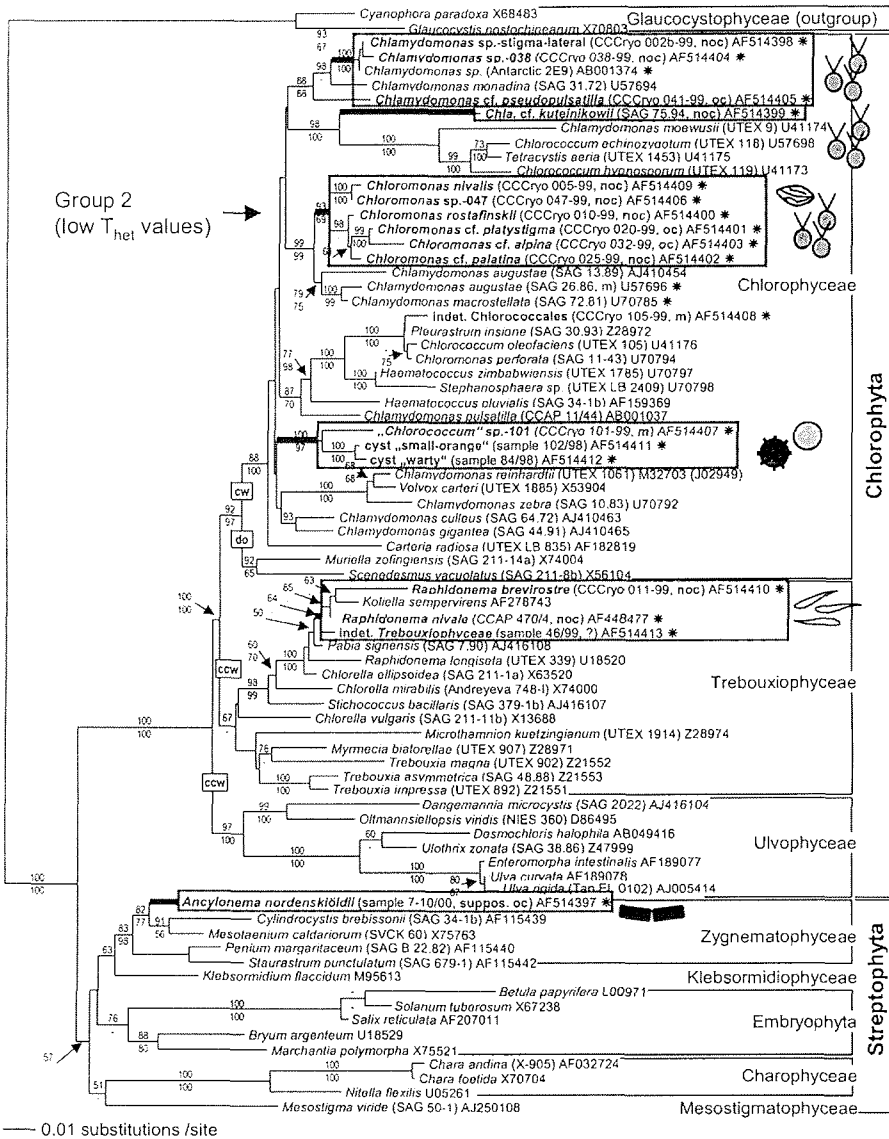 Cyanophora paradoxa X68483
Glaucocystis nostochinearum X70803
Glaucocystophyceae (outgroup)
Chlamydomonas sp.-stigma-lateral (CCCryo 002b-99, noc) AF514398 *
Chlamydomonas sp.-038 (CCCryo 038-99, noc) AF514404 *
Chlamydomonas sp. (Antarctic 2E9) AB001374 *
Chlamydomonas monadina (SAG 31.72) U57694
Chlamydomonas cf. pseudopulsatilla (CCCryo 041-99, oc) AF514405 *
Chla. cf. kuteinikowii (SAG 75.94, noc) AF514399 *
Chlamydomonas moewusii (UTEX 9) U41174
Chlorococcum echinozygotum (UTEX 118) U57698
Tetracystis aeria (UTEX 1453) U41175
Chlorococcum hypnosporum (UTEX 119) U41173
Group 2
(low Thet values)
Chloromonas nivalis (CCCryo 005-99, noc) AF514409 *
Chloromonas sp.-047 (CCCryo 047-99, noc) AF514406 *
Chloromonas rostafinskii (CCCryo 010-99, noc) AF514400 *
Chloromonas cf. platystigma (CCCryo 020-99, oc) AF514401 *
Chloromonas cf. alpina (CCCryo 032-99, oc) AF514403 *
Chloromonas cf. palatina (CCCryo 025-99, noc) AF514402 *
Chlamydomonas augustae (SAG 13.89) AJ410454
Chlamydomonas augustae (SAG 26.86, m) U57696 *
Chlamydomonas macrostellata (SAG 72.81) U70785 *
Chlorophyceae
Indet. Chlorococcales (CCCryo 105-99, m) AF514408 *
Pleurastrum insigne (SAG 30.93) Z28972
Chlorococcum oleofaciens (UTEX 105) U41176
Chloromonas perforata (SAG 11-43) U70794
Haematococcus zimbabwiensis (UTEX 1785) U70797
Stephanosphaera sp. (UTEX LB 2409) U70798
Haematococcus pluvialis (SAG 34-1b) AF159369
Chlamydomonas pulsatilla (CCAP 11/44) AB001037
„Chlorococcum" sp.-101 (CCCryo 101-99, m) AF514407 *
cyst „small-orange" (sample 102/98) AF514411 *
cyst „warty" (sample 84/98) AF514412 *
Chlamydomonas reinhardtii (UTEX 1061) M32703 (J02949)
Volvox carteri (UTEX 1885) X53904
Chlamydomonas zebra (SAG 10.83) U70792
Chlamydomonas culleus (SAG 64.72) AJ410463
Chlamydomonas gigantea (SAG 44.91) AJ410465
Carteria radiosa (UTEX LB 835) AF182819
Muriella zofingiensis (SAG 211-14a) X74004
Scenedesmus vacuolatus (SAG 211-8b) X56104
cw
do
ccw
ccw
Chlorophyta
Raphidonema brevirostre (CCCryo 011-99, noc) AF514410 *
Koliella sempervirens AF278743
Raphidonema nivale (CCAP 470/4, noc) AF448477 *
Indet. Trebouxiophyceae (sample 46/99, ?) AF514413 *
Pabia signensis (SAG 7.90) AJ416108
Raphidonema longiseta (UTEX 339) U18520
Chlorella ellipsoidea (SAG 211-1a) X63520
Chlorella mirabilis (Andreyeva 748-I) X74000
Stichococcus bacillaris (SAG 379-1b) AJ416107
Chlorella vulgaris (SAG 211-11b) X13688
Microthamnion kuetzingianum (UTEX 1914) Z28974
Myrmecia biatorellae (UTEX 907) Z28971
Trebouxia magna (UTEX 902) Z21552
Trebouxia asymmetrica (SAG 48.88) Z21553
Trebouxia impressa (UTEX 892) Z21551
Trebouxiophyceae
Dangemannia microcystis (SAG 2022) AJ416104
Oltmannsiellopsis viridis (NIES 360) D86495
Desmochloris halophila AB049416
Ulothrix zonata (SAG 38.86) Z47999
Enteromorpha intestinalis AF189077
Ulva curvata AF189078
Ulva rigida (Tan.EL 0102) AJ005414
Ulvophyceae
Ancylonema nordenskiöldii (sample 7-10/00, suppos. oc) AF514397 *
Cylindrocystis brebissonii (SAG 34-1b) AF115439
Mesotaenium caldariorum (SVCK 60) X75763
Penium margaritaceum (SAG B 22.82) AF115440
Staurastrum punctulatum (SAG 679-1) AF115442
Zygnematophyceae
Klebsormidium flaccidum M95613
Klebsormidiophyceae
Betula papyrifera L00971
Solanum tuberosum X67238
Salix reticulata AF207011
Bryum argenteum U18529
Marchantia polymorpha X75521
Embryophyta
Chara andina (X-905) AF032724
Chara foetida X70704
Nitella flexilis U05261
Charophyceae
Mesostigma viride (SAG 50-1) AJ250108
Mesostigmatophyceae
Streptophyta
0.01 substitutions /site